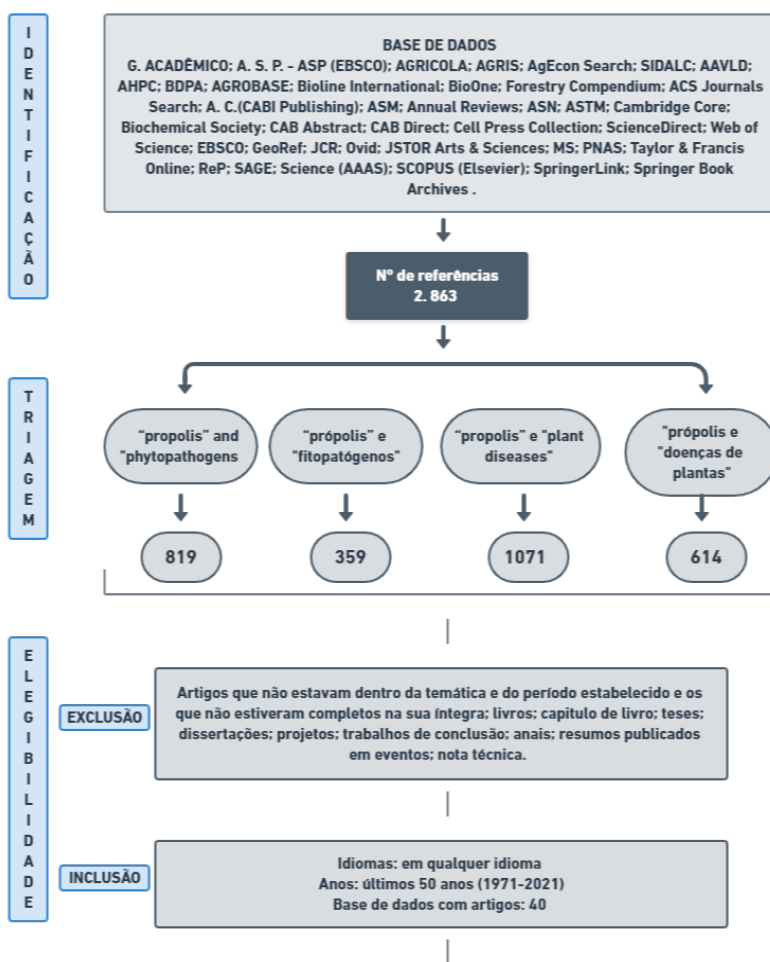 IDENTIFICAÇÃO
BASE DE DADOS
G. ACADÊMICO; A. S. P. - ASP (EBSCO); AGRICOLA; AGRIS; AgEcon Search; SIDALC; AAVLD;
AHPC; BDPA; AGROBASE; Bioline International; BioOne; Forestry Compendium; ACS Journals
Search; A. C.(CABI Publishing); ASM; Annual Reviews; ASN; ASTM; Cambridge Core;
Biochemical Society; CAB Abstract; CAB Direct; Cell Press Collection; ScienceDirect; Web of
Science; EBSCO; GeoRef; JCR; Ovid; JSTOR Arts & Sciences; MS; PNAS; Taylor & Francis
Online; ReP; SAGE; Science (AAAS); SCOPUS (Elsevier); SpringerLink; Springer Book
Archives .
Nº de referências
2. 863
TRIAGEM
“propolis” and
"phytopathogens
“própolis” e
"fitopatógenos"
“propolis” e "plant
diseases"
"própolis e
"doenças de
plantas"
819
359
1071
614
ELEGIBILIDADE
EXCLUSÃO
Artigos que não estavam dentro da temática e do período estabelecido e os
que não estiveram completos na sua íntegra; livros; capitulo de livro; teses;
dissertações; projetos; trabalhos de conclusão; anais; resumos publicados
em eventos; nota técnica.
INCLUSÃO
Idiomas: em qualquer idioma
Anos: últimos 50 anos (1971-2021)
Base de dados com artigos: 40